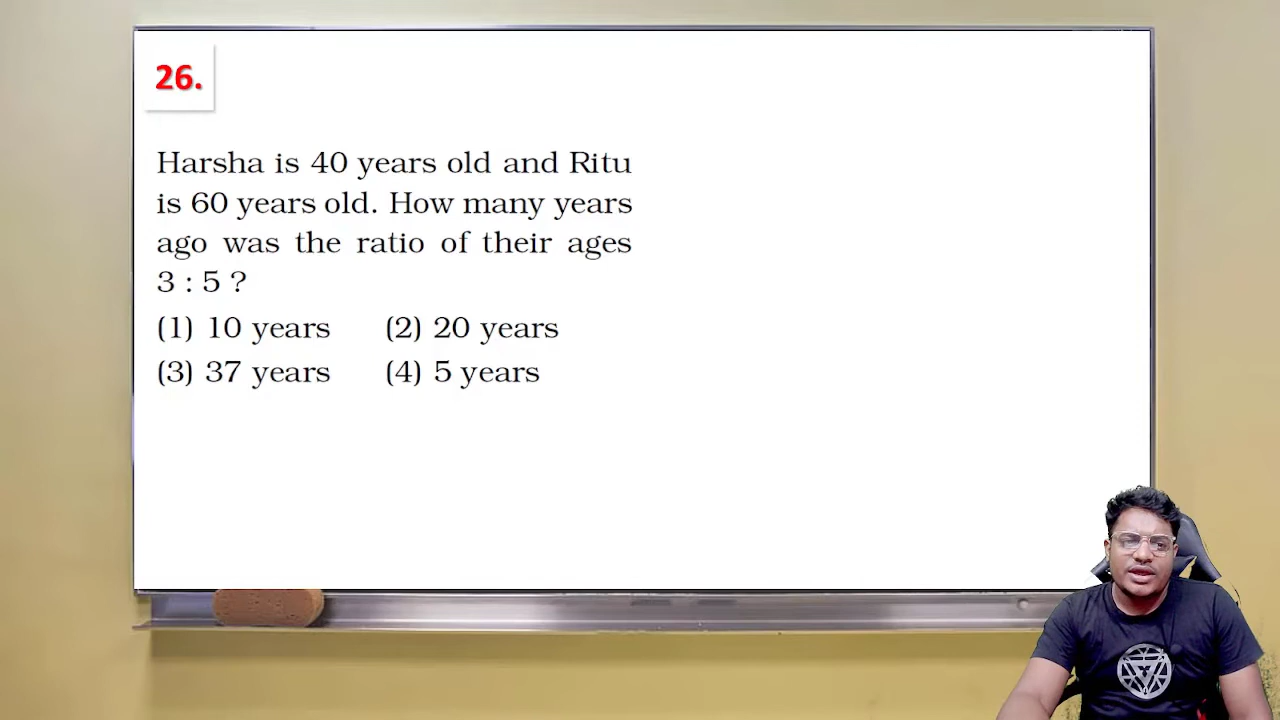 26.
Harsha is 40 years old and Ritu
is 60 years old. How many years
ago was the ratio of their ages
3 : 5 ?
(1) 10 years (2) 20 years
(3) 37 years (4) 5 years